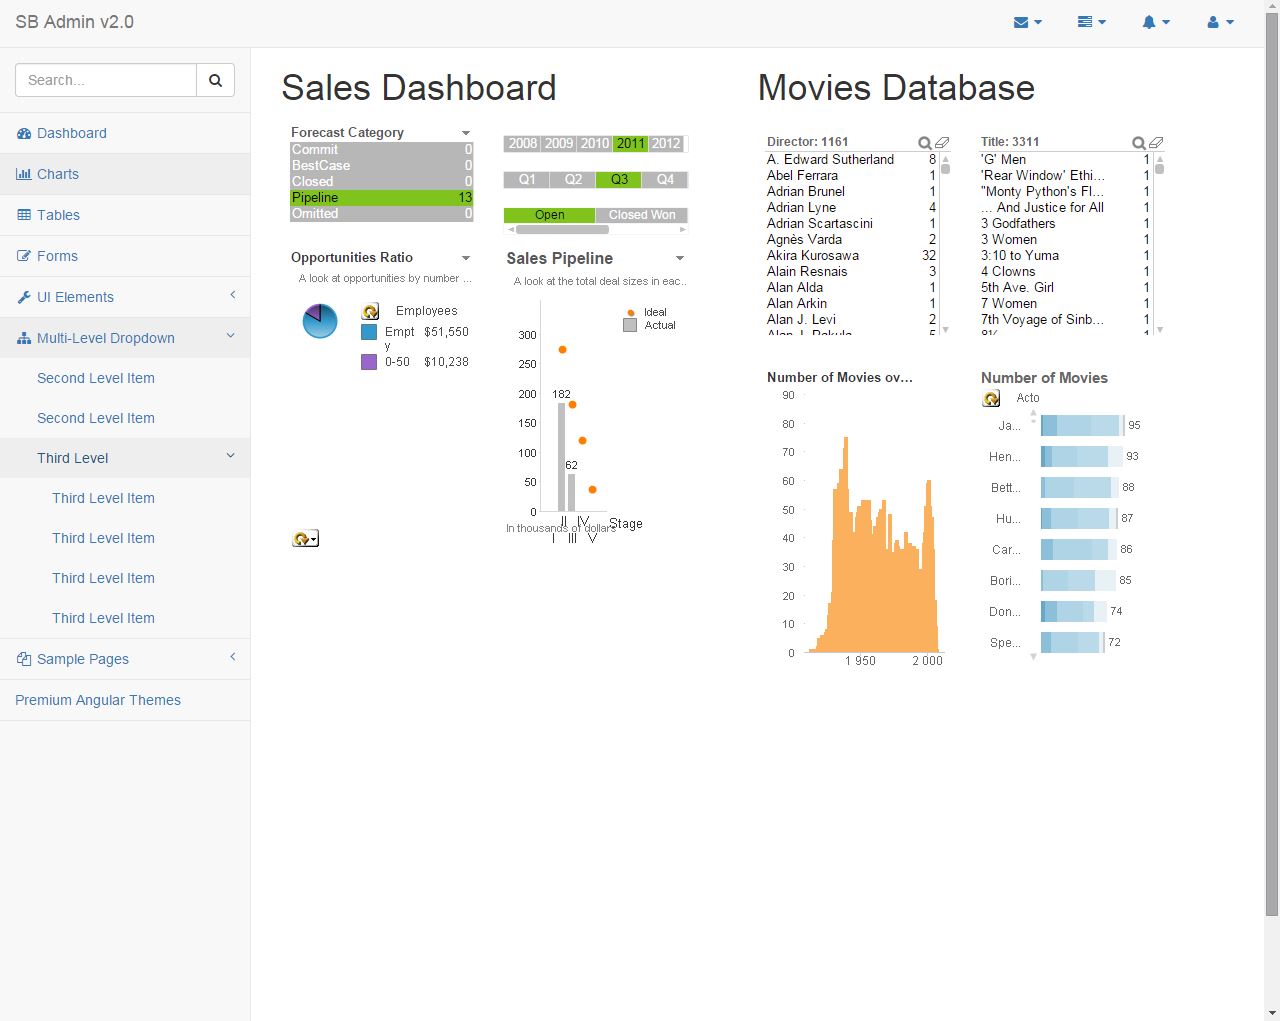 SB Admin v2.0
Search...
Dashboard
Charts
Tables
Forms
UI Elements
Multi-Level Dropdown
Second Level Item
Second Level Item
Third Level
Third Level Item
Third Level Item
Third Level Item
Third Level Item
Sample Pages
Premium Angular Themes
Sales Dashboard
Forecast Category
Commit 0
BestCase 0
Closed 0
Pipeline 13
Omitted 0
2008 2009 2010 2011 2012
Q1 Q2 Q3 Q4
Open Closed Won
Opportunities Ratio
A look at opportunities by number ...
Employees
Empty $51,550
0-50 $10,238
Sales Pipeline
A look at the total deal sizes in eac..
Ideal
Actual
300
250
200
150
100
50
0
182
62
II IV Stage
In thousands of dollars
I III V
Movies Database
Director: 1161
A. Edward Sutherland 8
Abel Ferrara 1
Adrian Brunel 1
Adrian Lyne 4
Adrian Scartascini 1
Agnès Varda 2
Akira Kurosawa 32
Alain Resnais 3
Alan Alda 1
Alan Arkin 1
Alan J. Levi 2
Alan J. Pakula 5
Title: 3311
'G' Men 1
'Rear Window' Ethi... 1
"Monty Python's Fl... 1
... And Justice for All 1
3 Godfathers 1
3 Women 1
3:10 to Yuma 1
4 Clowns 1
5th Ave. Girl 1
7 Women 1
7th Voyage of Sinb... 1
8½ 1
Number of Movies ov...
90
80
70
60
50
40
30
20
10
0
1 950 2 000
Number of Movies
Acto
Ja... 95
Hen... 93
Bett... 88
Hu... 87
Car... 86
Bori... 85
Don... 74
Spe... 72